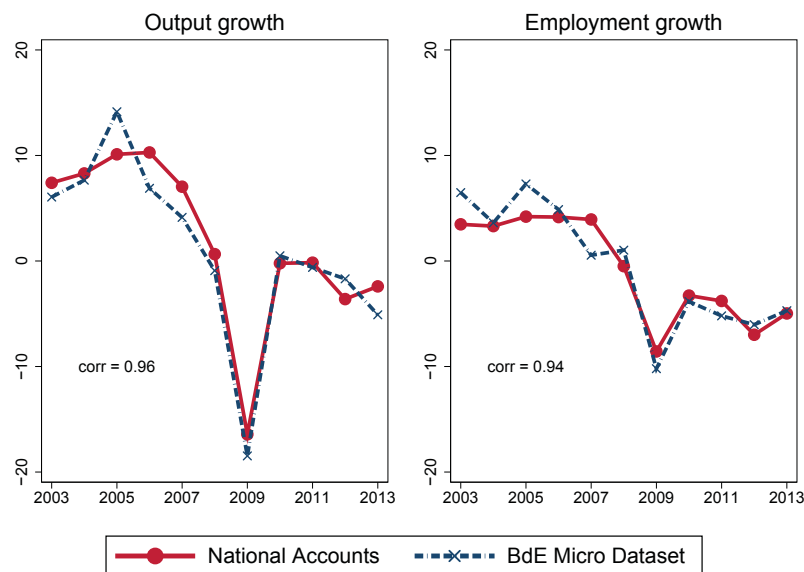 Output growth
Employment growth
20
10
0
−10
−20
corr = 0.96
2003 2005 2007 2009 2011 2013
20
10
0
−10
−20
corr = 0.94
2003 2005 2007 2009 2011 2013
National Accounts
BdE Micro Dataset